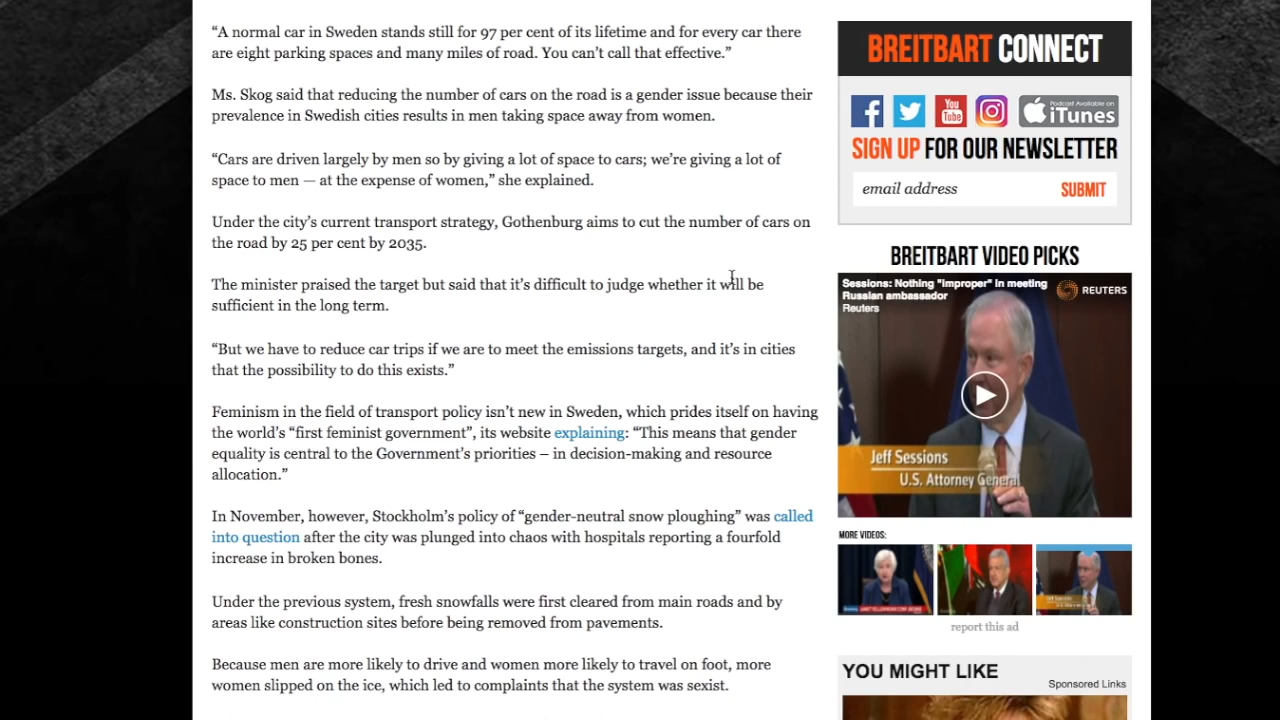 “A normal car in Sweden stands still for 97 per cent of its lifetime and for every car there
are eight parking spaces and many miles of road. You can’t call that effective.”
Ms. Skog said that reducing the number of cars on the road is a gender issue because their
prevalence in Swedish cities results in men taking space away from women.
“Cars are driven largely by men so by giving a lot of space to cars; we’re giving a lot of
space to men — at the expense of women,” she explained.
Under the city’s current transport strategy, Gothenburg aims to cut the number of cars on
the road by 25 per cent by 2035.
The minister praised the target but said that it’s difficult to judge whether it will be
sufficient in the long term.
“But we have to reduce car trips if we are to meet the emissions targets, and it’s in cities
that the possibility to do this exists.”
Feminism in the field of transport policy isn’t new in Sweden, which prides itself on having
the world’s “first feminist government”, its website explaining: “This means that gender
equality is central to the Government’s priorities – in decision-making and resource
allocation.”
In November, however, Stockholm’s policy of “gender-neutral snow ploughing” was called
into question after the city was plunged into chaos with hospitals reporting a fourfold
increase in broken bones.
Under the previous system, fresh snowfalls were first cleared from main roads and by
areas like construction sites before being removed from pavements.
Because men are more likely to drive and women more likely to travel on foot, more
women slipped on the ice, which led to complaints that the system was sexist.
BREITBART CONNECT
You
Tube
Podcast Available on
iTunes
SIGN UP FOR OUR NEWSLETTER
email address
SUBMIT
BREITBART VIDEO PICKS
Sessions: Nothing "Improper" in meeting
Russian ambassador
Reuters
REUTERS
Jeff Sessions
U.S. Attorney General
MORE VIDEOS:
report this ad
YOU MIGHT LIKE
Sponsored Links